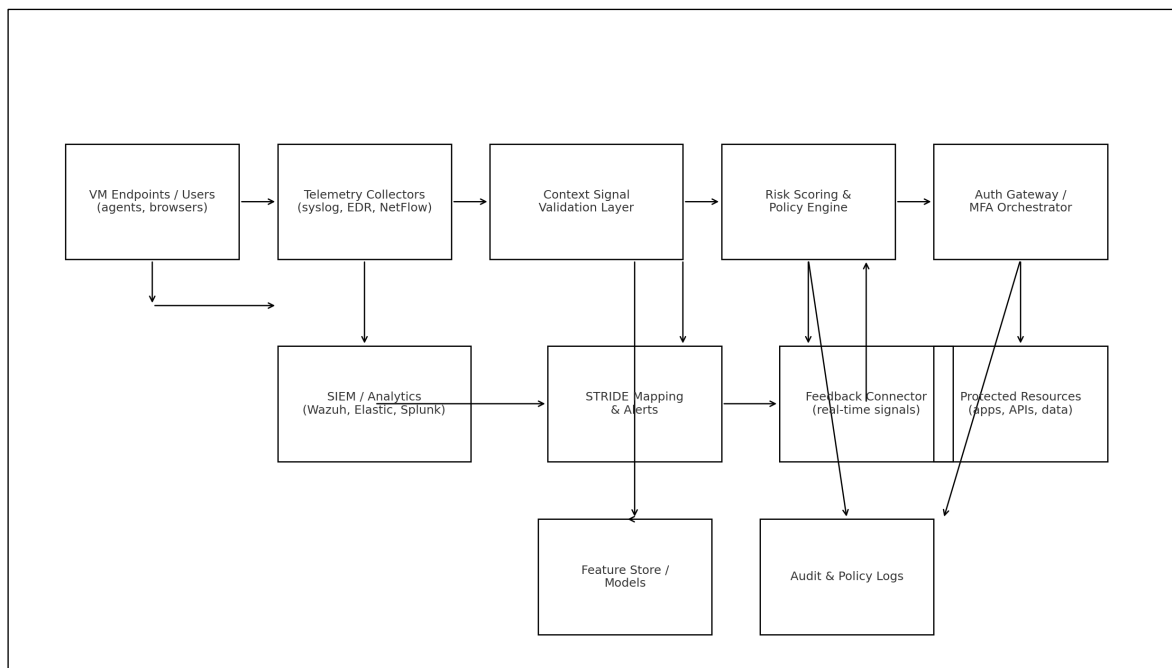 VM Endpoints / Users
(agents, browsers)
Telemetry Collectors
(syslog, EDR, NetFlow)
Context Signal
Validation Layer
Risk Scoring &
Policy Engine
Auth Gateway /
MFA Orchestrator
SIEM / Analytics
(Wazuh, Elastic, Splunk)
STRIDE Mapping
& Alerts
Feedback Connector
(real-time signals)
Protected Resources
(apps, APIs, data)
Feature Store /
Models
Audit & Policy Logs